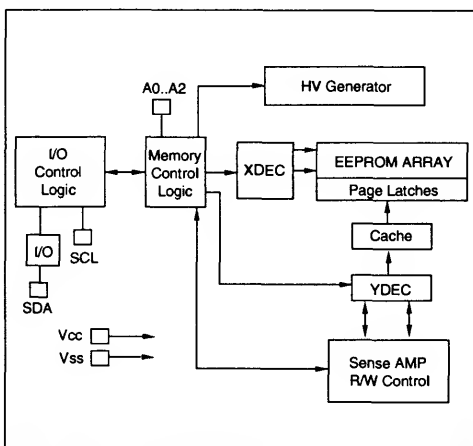 A0..A2
HV Generator
I/O
Control
Logic
Memory
Control
Logic
XDEC
EEPROM ARRAY
Page Latches
Cache
I/O
SCL
SDA
YDEC
Vcc
Vss
Sense AMP
R/W Control